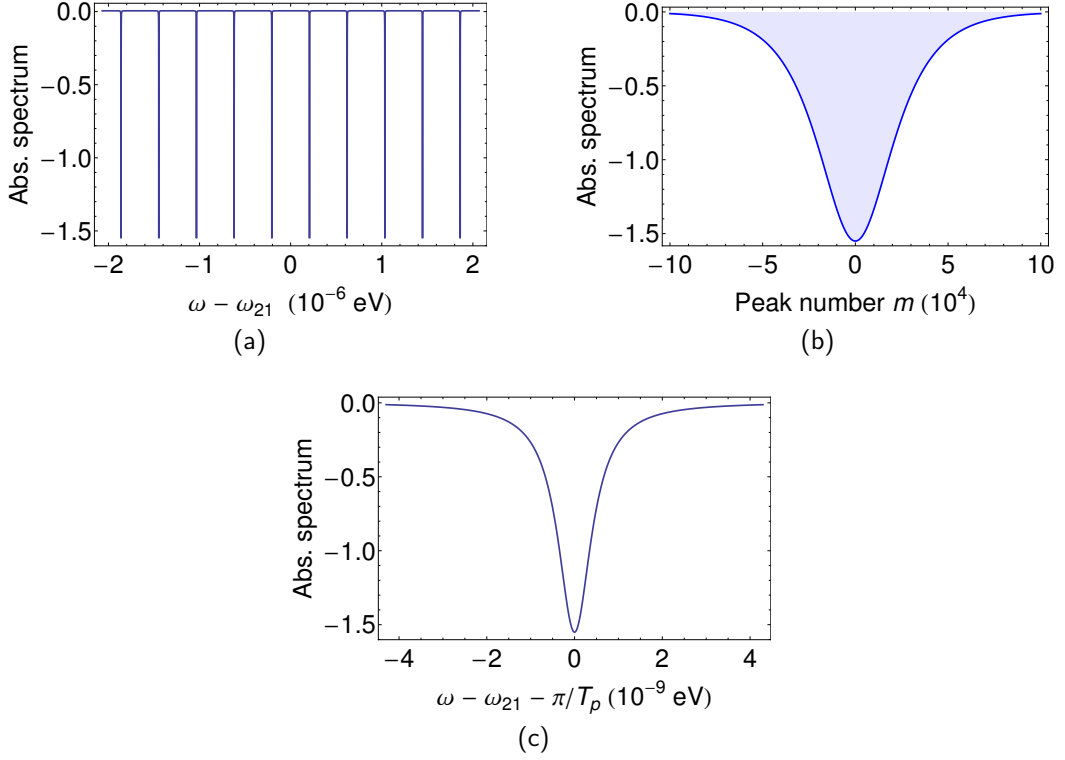 0.0
−0.5
−1.0
−1.5
Abs. spectrum
−2 −1 0 1 2
ω − ω21 (10−6 eV)
(a)
0.0
−0.5
−1.0
−1.5
Abs. spectrum
−10 −5 0 5 10
Peak number m (104)
(b)
0.0
−0.5
−1.0
−1.5
Abs. spectrum
−4 −2 0 2 4
ω − ω21 − π/Tp (10−9 eV)
(c)